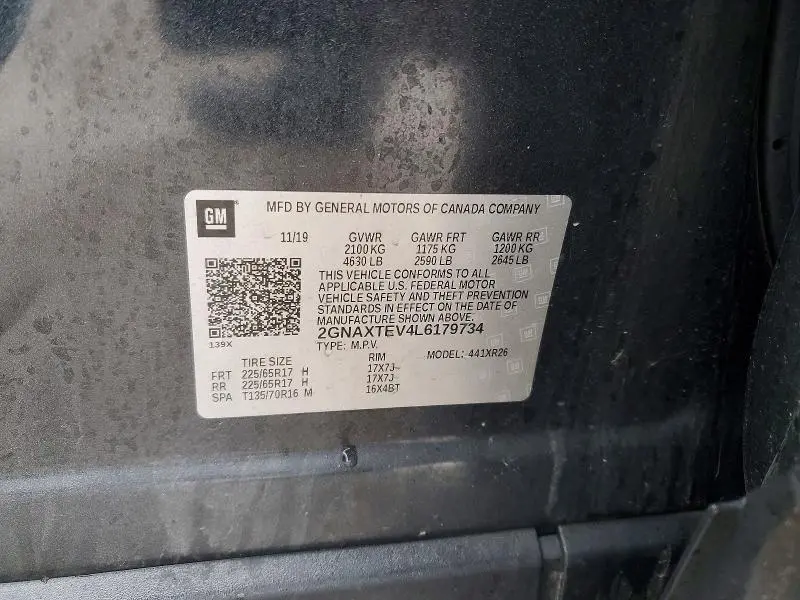 GM
MFD BY GENERAL MOTORS OF CANADA COMPANY
11/19 GVWR GAWR FRT GAWR RR
2100 KG 1175 KG 1200 KG
4630 LB 2590 LB 2645 LB
THIS VEHICLE CONFORMS TO ALL
APPLICABLE U.S. FEDERAL MOTOR
VEHICLE SAFETY AND THEFT PREVENTION
STANDARDS IN EFFECT ON THE DATE OF
MANUFACTURE SHOWN ABOVE.
2GNAXTEV4L6179734
139X
TYPE: M.P.V. MODEL: 441XR26
TIRE SIZE RIM
FRT 225/65R17 H 17X7J
RR 225/65R17 H 17X7J
SPA T135/70R16 M 16X4BT